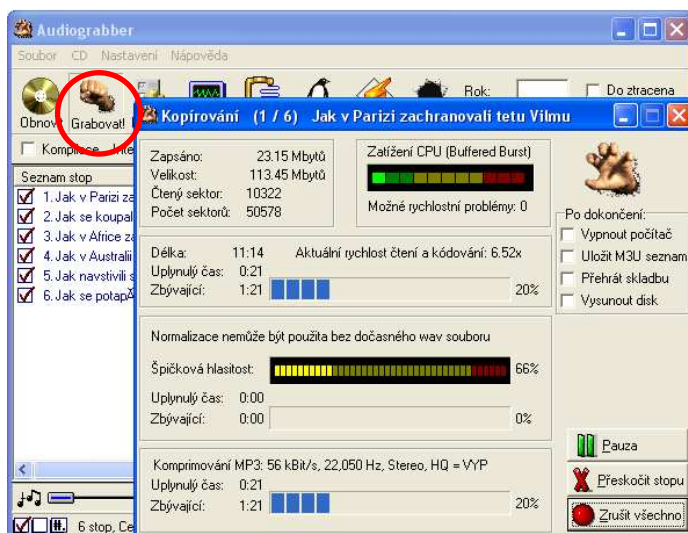 Audiograbber
Soubor CD Nastavení Nápověda
Obnov Grabovat! Rok: Do ztracena
Kompilace
Seznam stop
1. Jak v Parizi za
2. Jak se koupal
3. Jak v Africe za
4. Jak v Australii
5. Jak navstivili s
6. Jak se potap
6 stop, Ce
Kopírování (1 / 6) Jak v Parizi zachranovali tetu Vilmu
Zapsáno: 23.15 Mbytů
Velikost: 113.45 Mbytů
Čtený sektor: 10322
Počet sektorů: 50578
Zatížení CPU (Buffered Burst)
Možné rychlostní problémy: 0
Délka: 11:14 Aktuální rychlost čtení a kódování: 6.52x
Uplynulý čas: 0:21
Zbývající: 1:21 20%
Normalizace nemůže být použita bez dočasného wav souboru
Špičková hlasitost: 66%
Uplynulý čas: 0:00
Zbývající: 0:00 0%
Komprimování MP3: 56 kBit/s, 22,050 Hz, Stereo, HQ = VYP
Uplynulý čas: 0:21
Zbývající: 1:21 20%
Po dokončení:
Vypnout počítač
Uložit M3U seznam
Přehrát skladbu
Vysunout disk
Pauza
Přeskočit stopu
Zrušit všechno